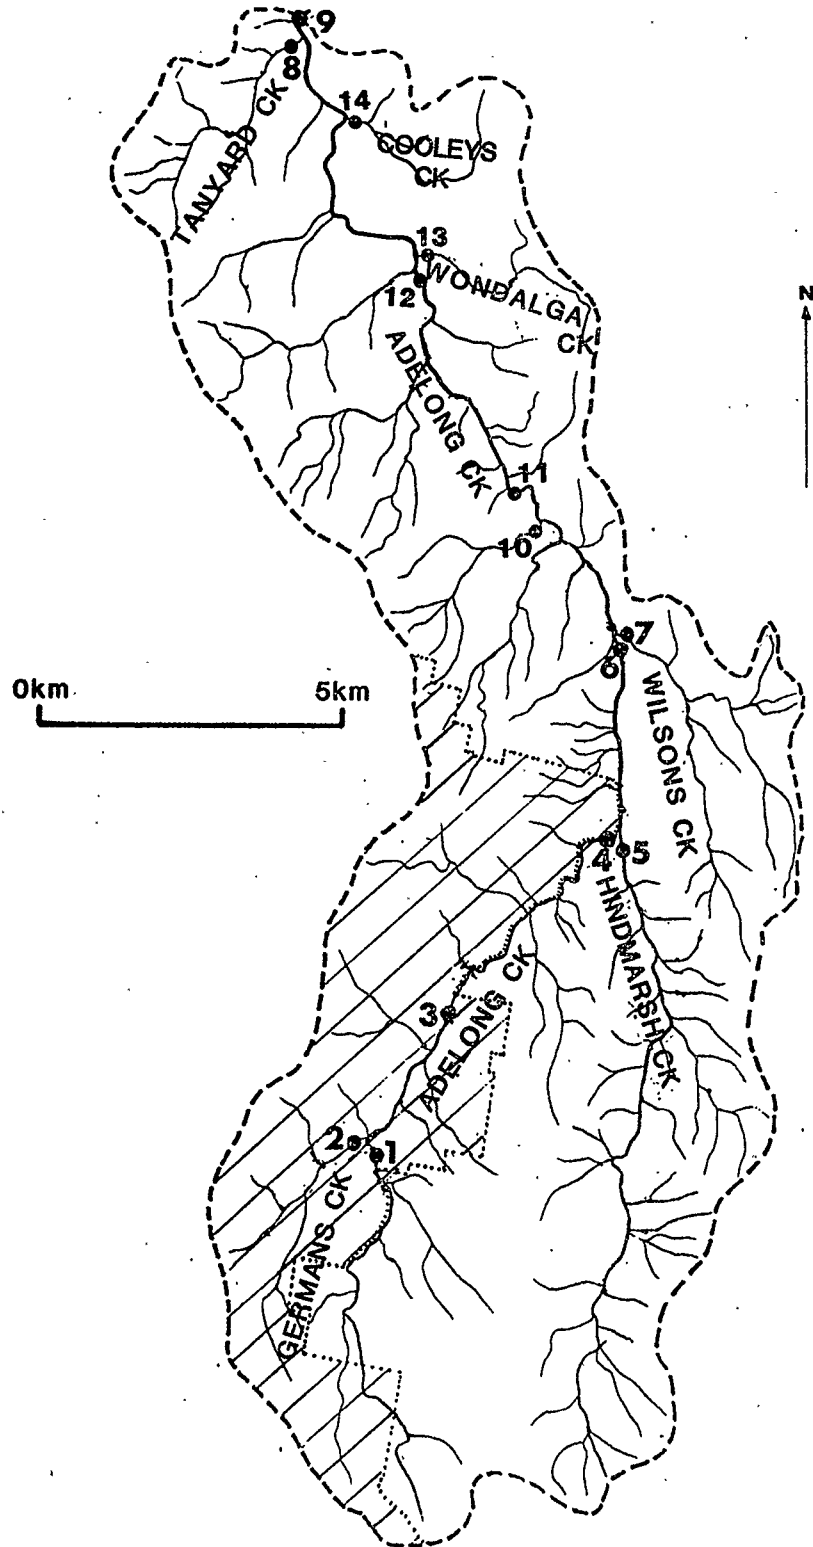 9
8
TANYARD CK
14
COOLEYS
CK
13
WONDALGA
CK
12
N
ADELONG CK
11
10
7
6
0km
5km
WILSONS CK
4
5
HINDMARSH CK
3
ADELONG CK
2
1
GERMANS CK